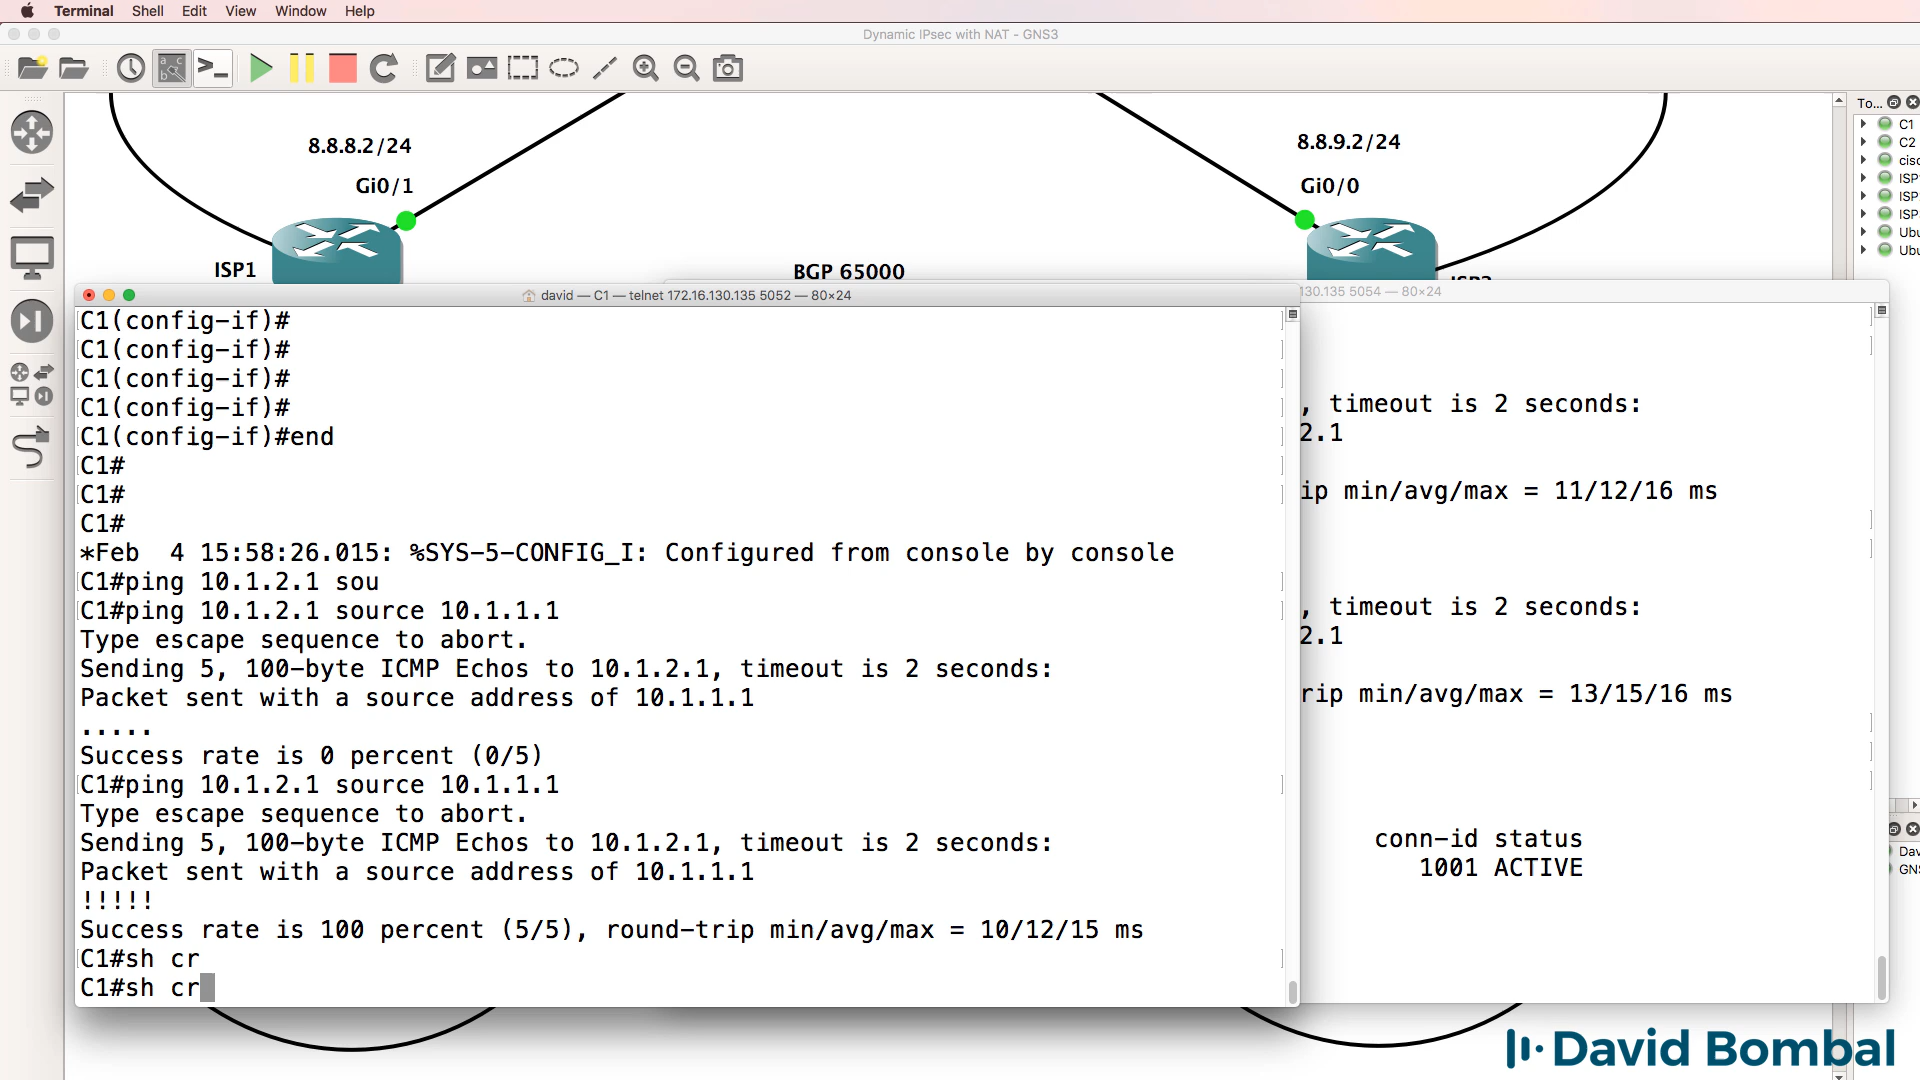 Terminal Shell Edit View Window Help
Dynamic IPsec with NAT - GNS3
8.8.8.2/24
Gi0/1
ISP1
BGP 65000
8.8.9.2/24
Gi0/0
To...
C1
C2
cisc
ISP
ISP
ISP
Ubu
Ubu
david — C1 — telnet 172.16.130.135 5052 — 80×24
C1(config-if)#
C1(config-if)#
C1(config-if)#
C1(config-if)#
C1(config-if)#end
C1#
C1#
C1#
*Feb  4 15:58:26.015: %SYS-5-CONFIG_I: Configured from console by console
C1#ping 10.1.2.1 sou
C1#ping 10.1.2.1 source 10.1.1.1
Type escape sequence to abort.
Sending 5, 100-byte ICMP Echos to 10.1.2.1, timeout is 2 seconds:
Packet sent with a source address of 10.1.1.1
.....
Success rate is 0 percent (0/5)
C1#ping 10.1.2.1 source 10.1.1.1
Type escape sequence to abort.
Sending 5, 100-byte ICMP Echos to 10.1.2.1, timeout is 2 seconds:
Packet sent with a source address of 10.1.1.1
!!!!!
Success rate is 100 percent (5/5), round-trip min/avg/max = 10/12/15 ms
C1#sh cr
C1#sh cr
130.135 5054 — 80×24
, timeout is 2 seconds:
2.1
ip min/avg/max = 11/12/16 ms
, timeout is 2 seconds:
2.1
rip min/avg/max = 13/15/16 ms
conn-id status
1001 ACTIVE
Dav
GNS
David Bombal